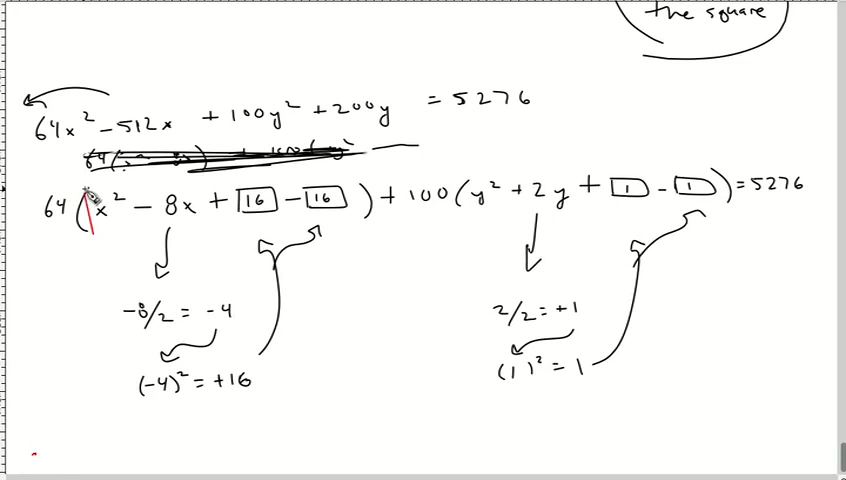 the square
64x² - 512x + 100y² + 200y = 5276
64(x² - 8x + 16 - 16) + 100(y² + 2y + 1 - 1) = 5276
-8/2 = -4 2/2 = +1
(-4)² = +16 (1)² = 1